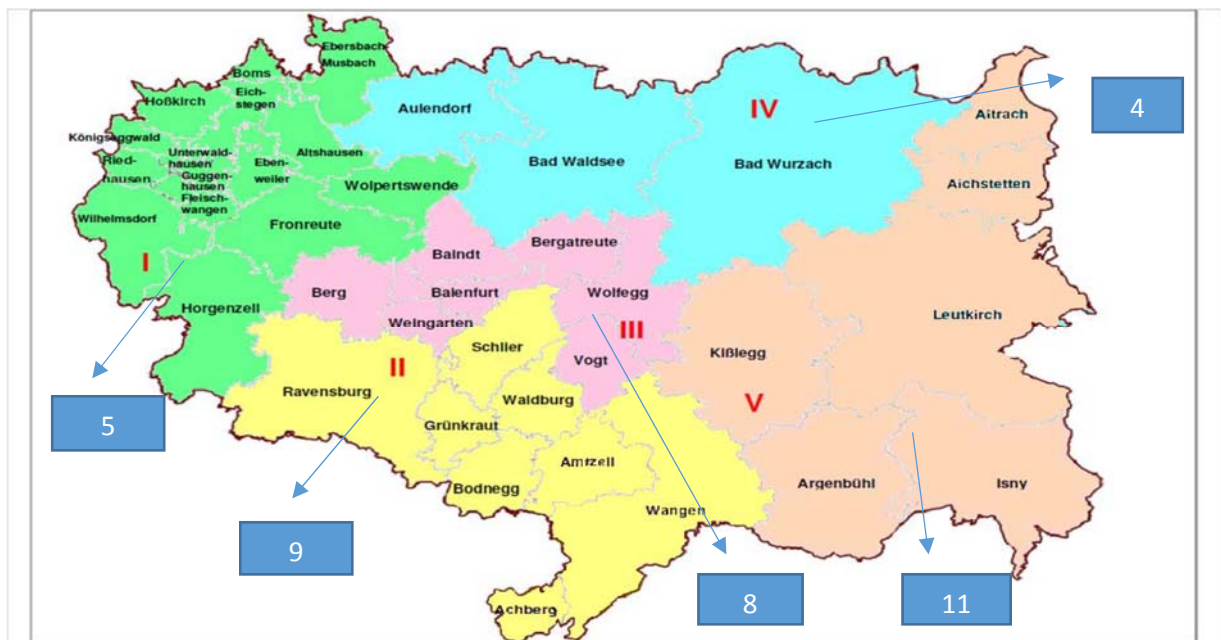 Ebersbach-
Musbach
Boms
Eich-
stegen
Hoßkirch
Aulendorf
IV
4
Aitrach
Königseggwald
Unterwald-
hausen
Altshausen
Bad Waldsee
Bad Wurzach
Ried-
hausen
Eben-
weiler
Guggen-
hausen
Fleisch-
wangen
Wolpertswende
Aichstetten
Wilhelmsdorf
Fronreute
I
Baindt
Bergatreute
Berg
Baienfurt
Wolfegg
Horgenzell
Weingarten
III
Leutkirch
Schlier
Vogt
Kißlegg
II
Ravensburg
Waldburg
V
5
Grünkraut
Amtzell
Bodnegg
Argenbühl
Isny
Wangen
9
8
11
Achberg